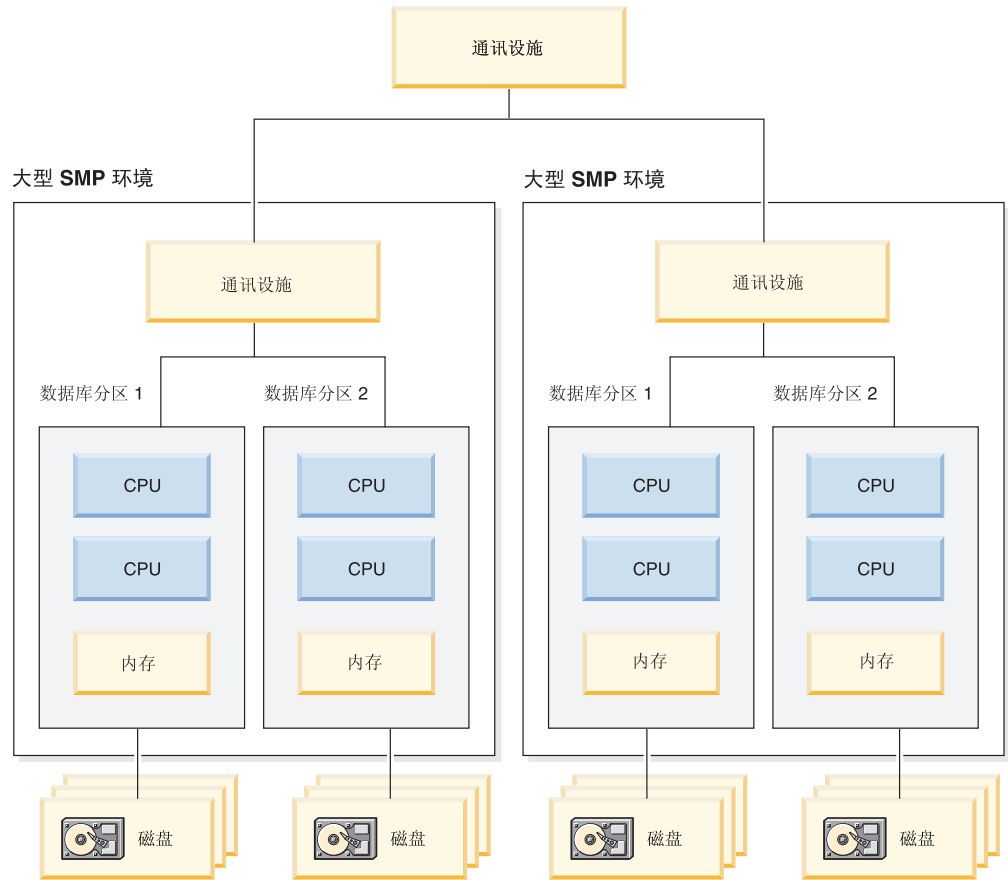 通讯设施
大型 SMP 环境
大型 SMP 环境
通讯设施
通讯设施
数据库分区 1
数据库分区 2
数据库分区 1
数据库分区 2
CPU
CPU
CPU
CPU
CPU
CPU
CPU
CPU
内存
内存
内存
内存
磁盘
磁盘
磁盘
磁盘